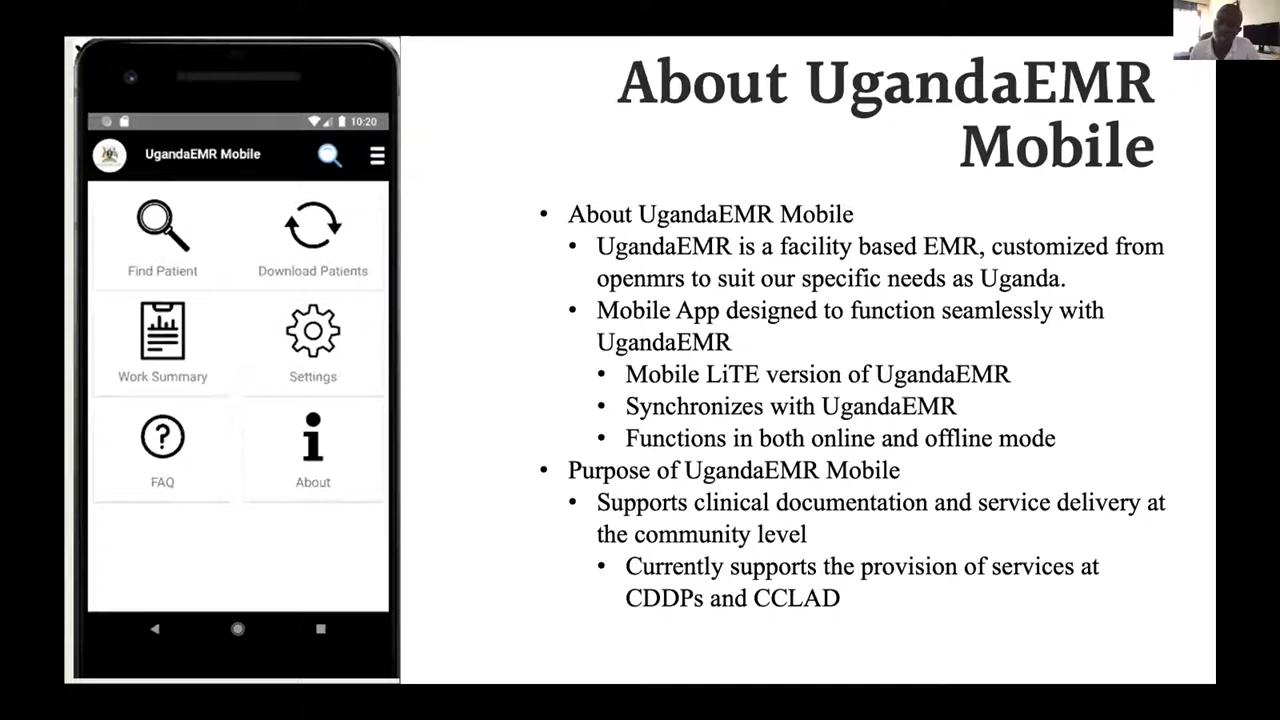 10:20
UgandaEMR Mobile
Find Patient
Download Patients
Work Summary
Settings
FAQ
About
About UgandaEMR
Mobile
• About UgandaEMR Mobile
• UgandaEMR is a facility based EMR, customized from
openmrs to suit our specific needs as Uganda.
• Mobile App designed to function seamlessly with
UgandaEMR
• Mobile LiTE version of UgandaEMR
• Synchronizes with UgandaEMR
• Functions in both online and offline mode
• Purpose of UgandaEMR Mobile
• Supports clinical documentation and service delivery at
the community level
• Currently supports the provision of services at
CDDPs and CCLAD